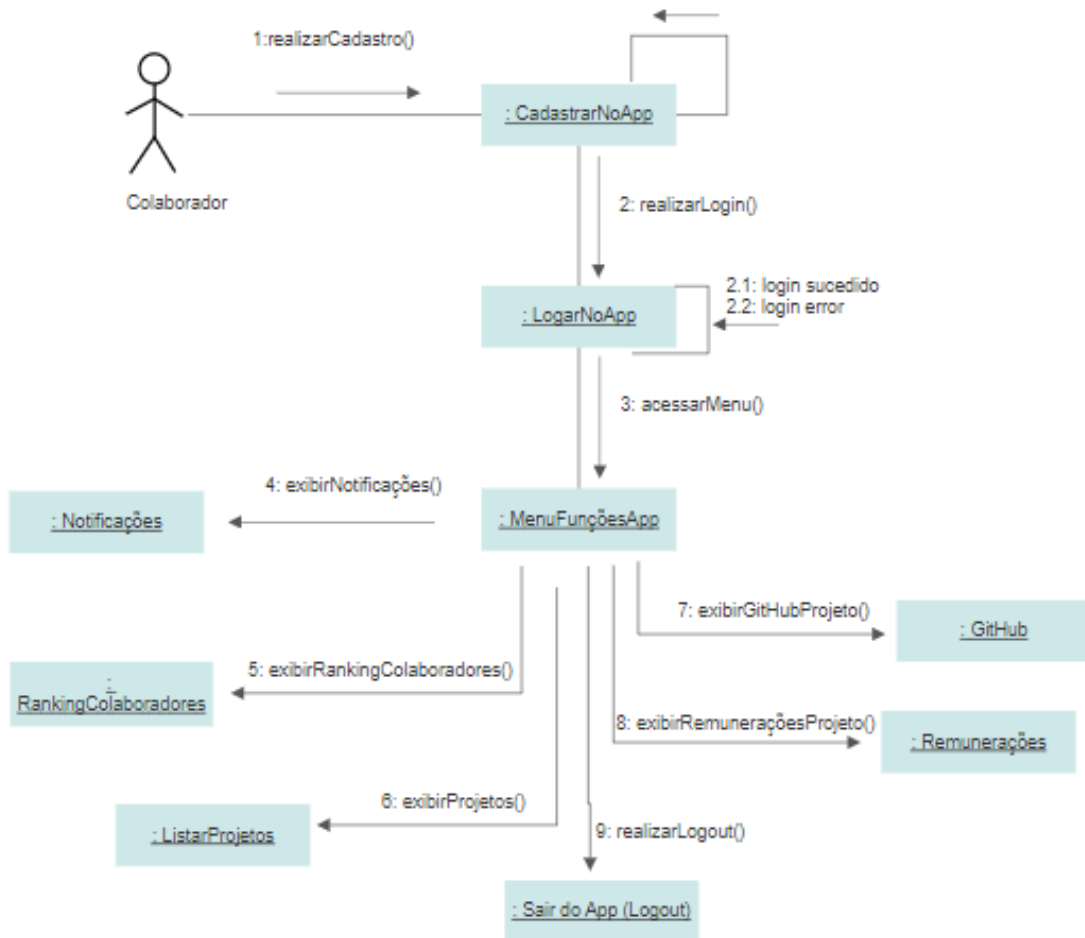 1:realizarCadastro()
: CadastrarNoApp
Colaborador
2: realizarLogin()
2.1: login sucedido
2.2: login error
: LogarNoApp
3: acessarMenu()
4: exibirNotificações()
: Notificações
: MenuFunçõesApp
7: exibirGitHubProjeto()
: GitHub
5: exibirRankingColaboradores()
:
RankingColaboradores
8: exibirRemuneraçõesProjeto()
: Remunerações
6: exibirProjetos()
: ListarProjetos
9: realizarLogout()
: Sair do App (Logout)